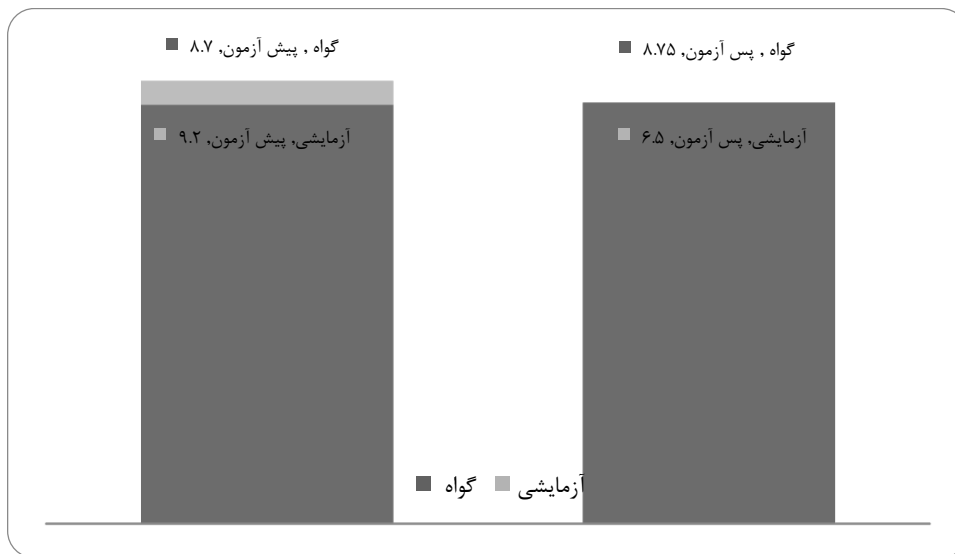 گواه , پیش آزمون, ۸.۷
گواه , پس آزمون, ۸.۷۵
آزمایشی, پیش آزمون, ۹.۲
آزمایشی, پس آزمون, ۶.۵
گواه آزمایشی